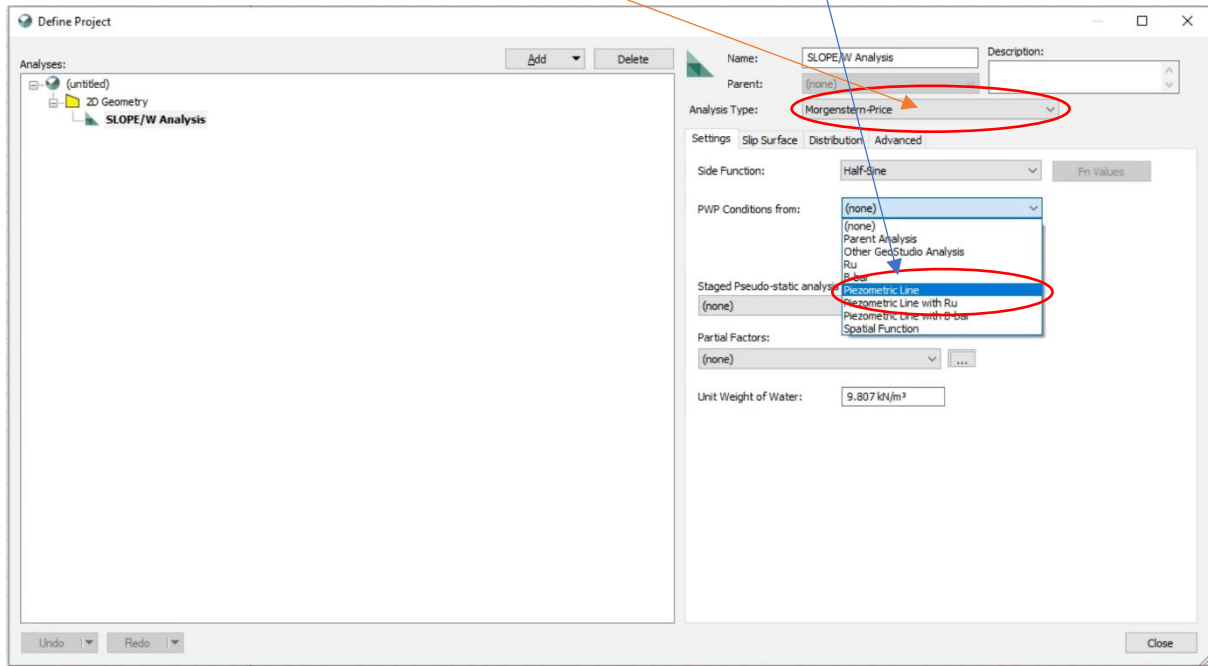 Define Project
Analyses:
Add
Delete
(untitled)
2D Geometry
SLOPE/W Analysis
Name:
SLOPE/W Analysis
Description:
Parent:
(none)
Analysis Type:
Morgenstern-Price
Settings
Slip Surface
Distribution
Advanced
Side Function:
Half-Sine
Fn Values
PWP Conditions from:
(none)
(none)
Parent Analysis
Other GeoStudio Analysis
Ru
B-bar
Piezometric Line
Piezometric Line with Ru
Piezometric Line with B-bar
Spatial Function
Staged Pseudo-static analysis
(none)
Partial Factors:
(none)
...
Unit Weight of Water:
9.807 kN/m³
Undo
Redo
Close